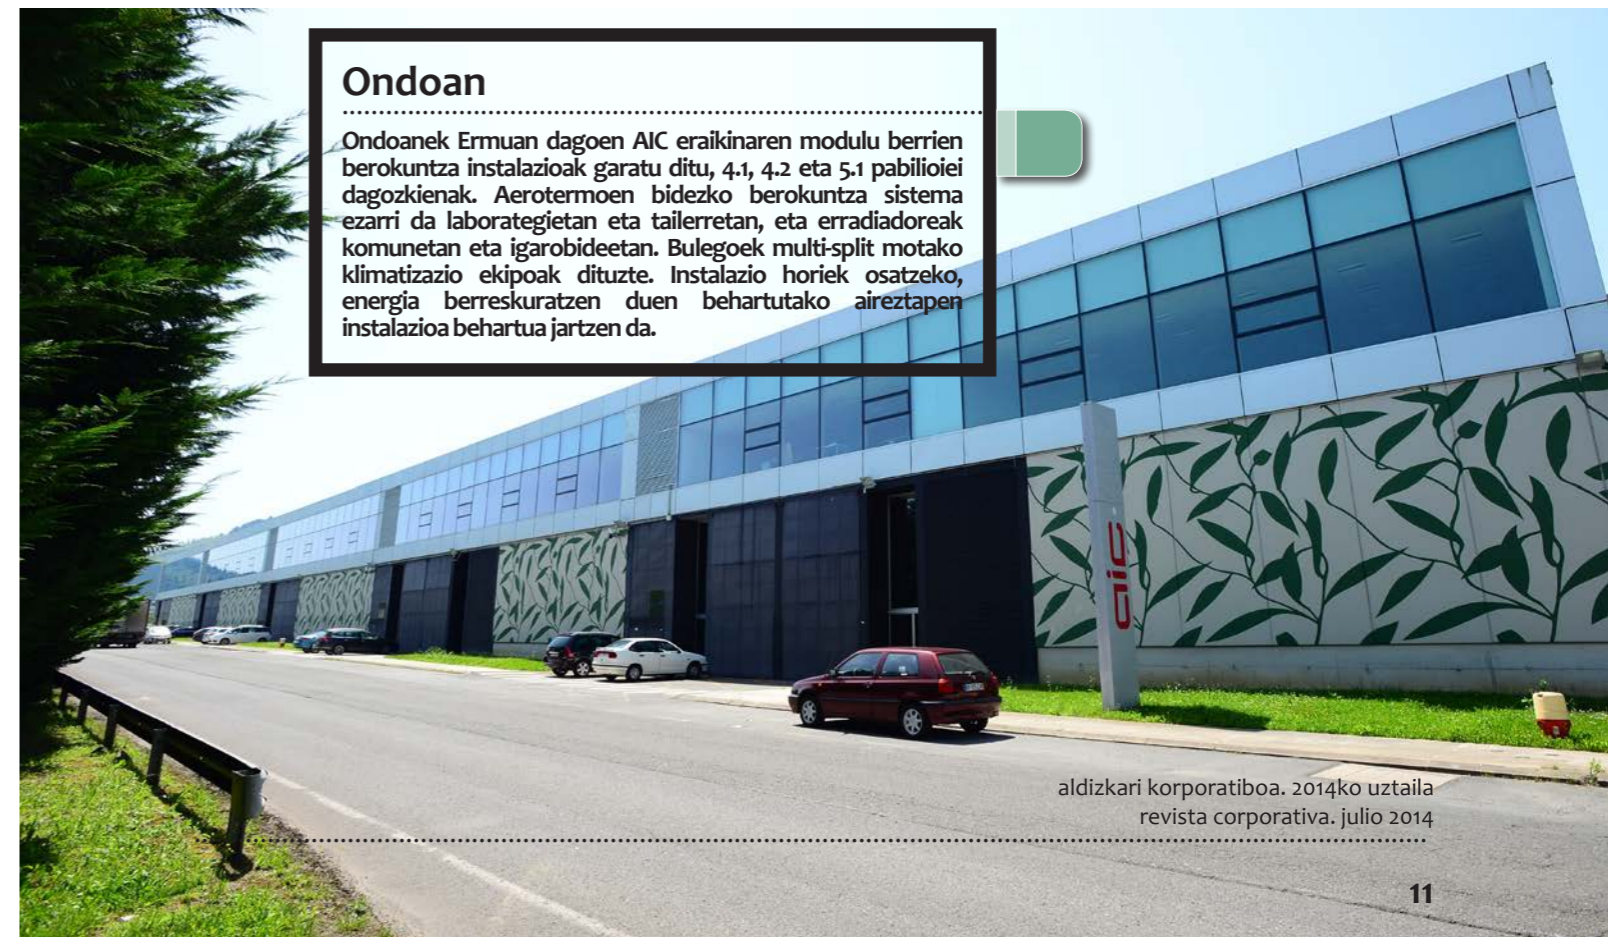 Ondoan
Ondoanek Ermuan dagoen AIC eraikinaren modulu berrien
berokuntza instalazioak garatu ditu, 4.1, 4.2 eta 5.1 pabilioiei
dagozkienak. Aerotermoen bidezko berokuntza sistema
ezarri da laborategietan eta tailerretan, eta erradiadoreak
komunetan eta igarobideetan. Bulegoek multi-split motako
klimatizazio ekipoak dituzte. Instalazio horiek osatzeko,
energia berreskuratzen duen behartutako aireztapen
instalazioa behartua jartzen da.
aic
aldizkari korporatiboa. 2014ko uztaila
revista corporativa. julio 2014
11